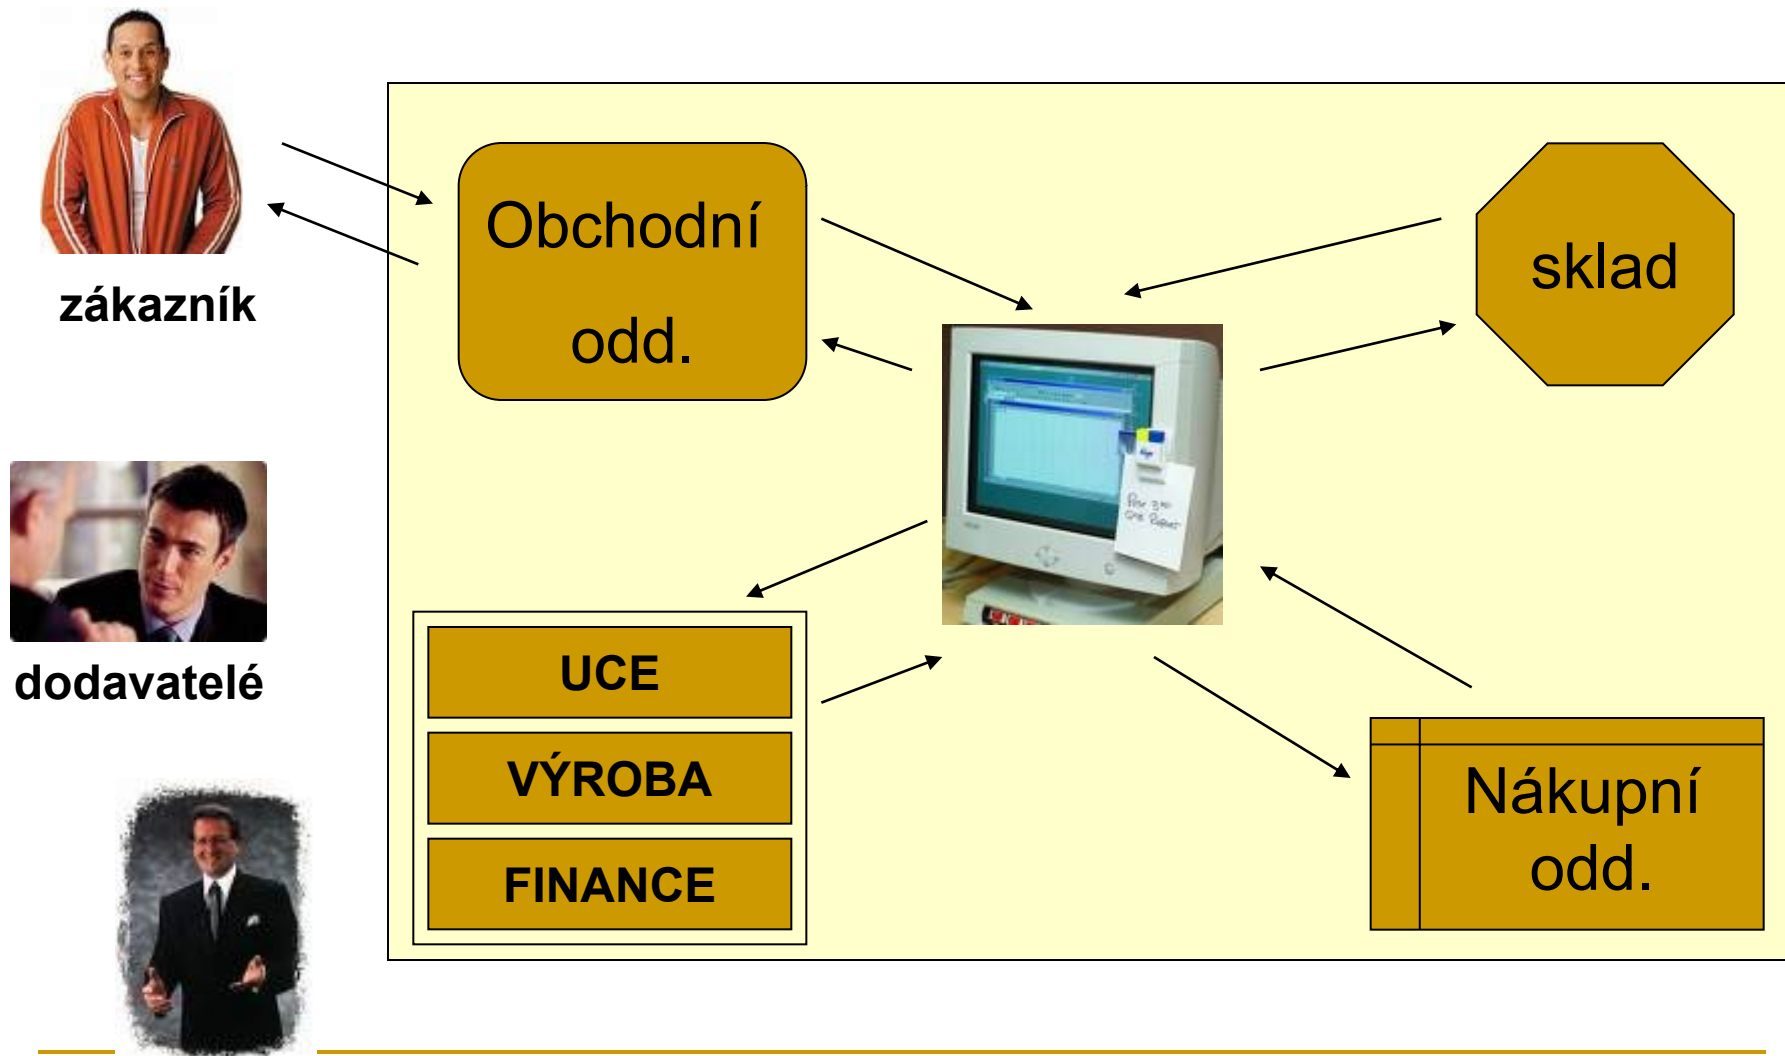 zákazník
Obchodní
odd.
sklad
dodavatelé
UCE
VÝROBA
FINANCE
Nákupní
odd.